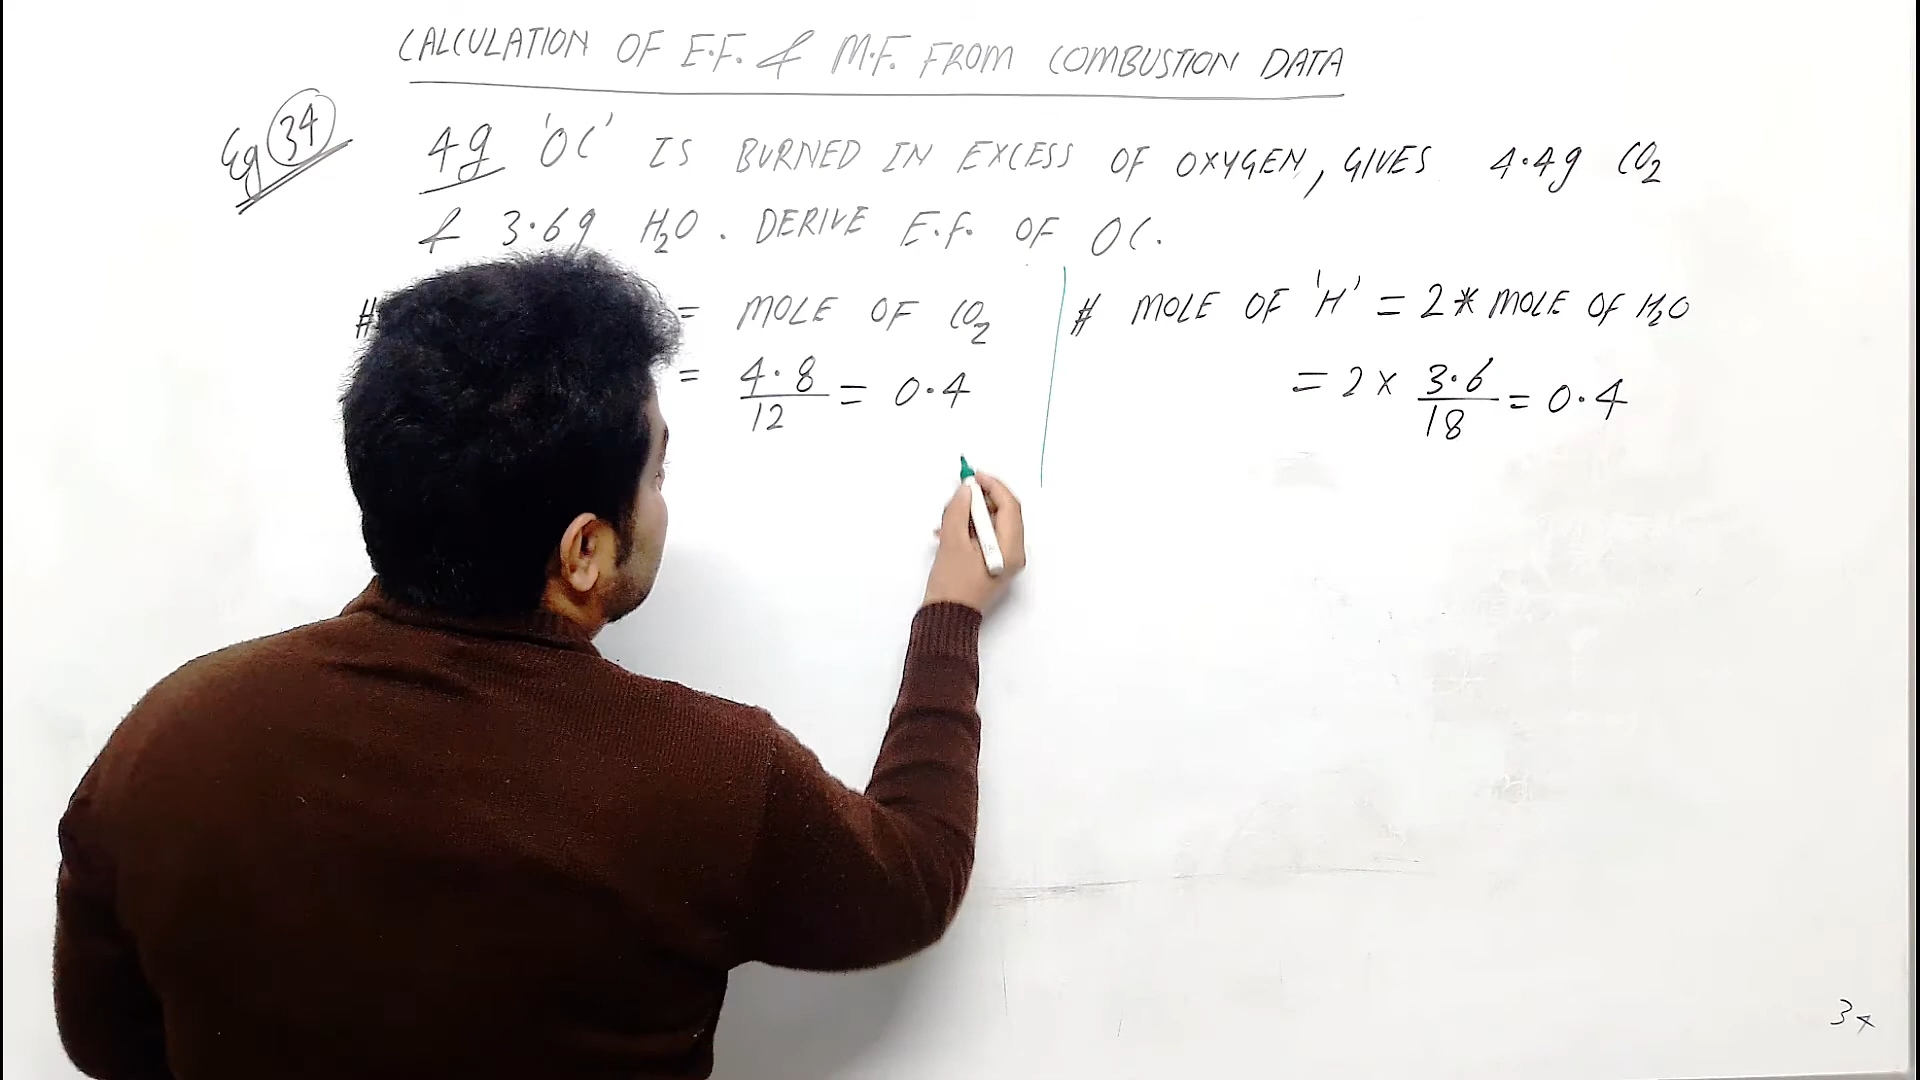 CALCULATION OF E.F. & M.F. FROM COMBUSTION DATA
Eg 34
4g 'OC' IS BURNED IN EXCESS OF OXYGEN, GIVES 4.4g CO2
& 3.6g H2O. DERIVE E.F. OF OC.
# = MOLE OF CO2
= 4.8/12 = 0.4
# MOLE OF 'H' = 2* MOLE OF H2O
= 2 x 3.6/18 = 0.4